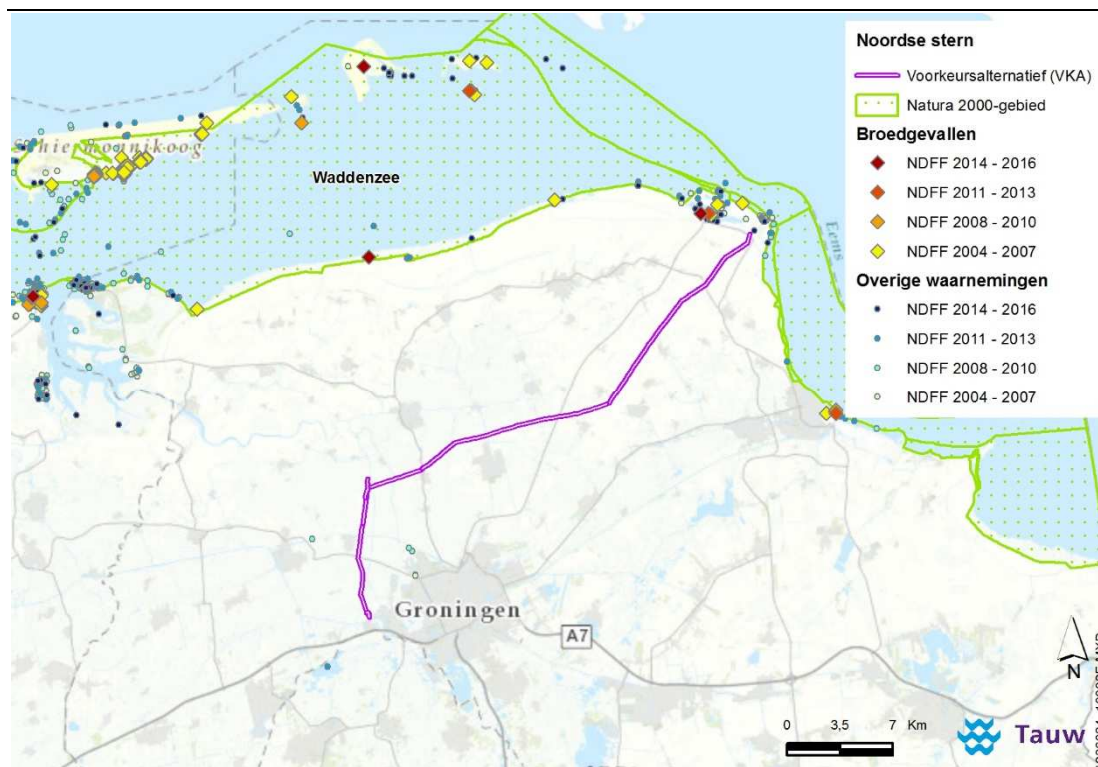 Noordse stern
Voorkeursalternatief (VKA)
Natura 2000-gebied
Broedgevallen
NDFF 2014 - 2016
NDFF 2011 - 2013
NDFF 2008 - 2010
NDFF 2004 - 2007
Overige waarnemingen
NDFF 2014 - 2016
NDFF 2011 - 2013
NDFF 2008 - 2010
NDFF 2004 - 2007
Schiermonnikoog
Waddenzee
Eems
Groningen
A7
N
0 3,5 7 Km
Tauw